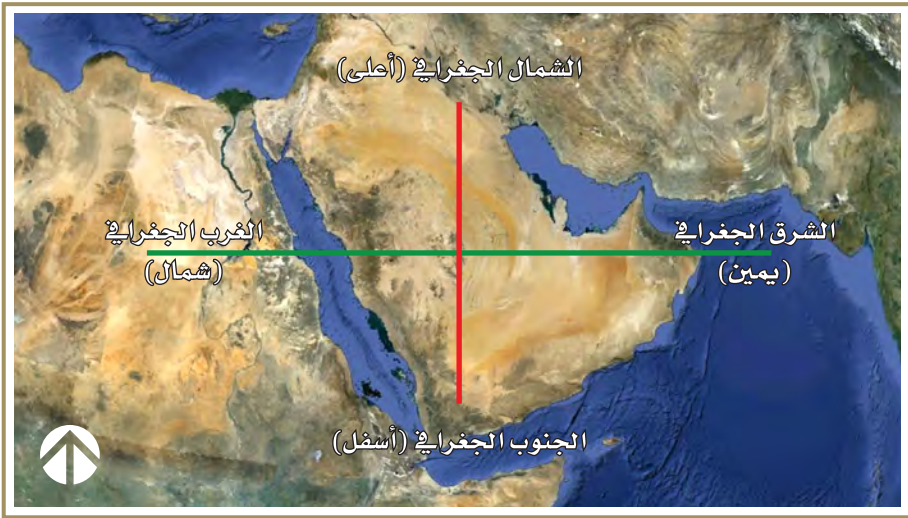 الشمال الجغرافي (أعلى)
الشرق الجغرافي
(يمين)
الغرب الجغرافي
(شمال)
الجنوب الجغرافي (أسفل)